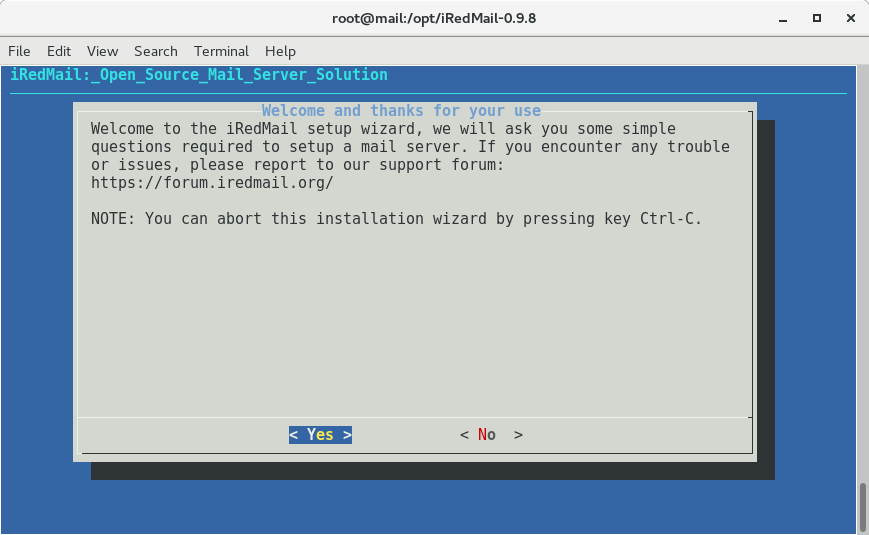 root@mail:/opt/iRedMail-0.9.8
File Edit View Search Terminal Help
iRedMail:_Open_Source_Mail_Server_Solution
Welcome and thanks for your use
Welcome to the iRedMail setup wizard, we will ask you some simple
questions required to setup a mail server. If you encounter any trouble
or issues, please report to our support forum:
https://forum.iredmail.org/
NOTE: You can abort this installation wizard by pressing key Ctrl-C.
< Yes > < No >